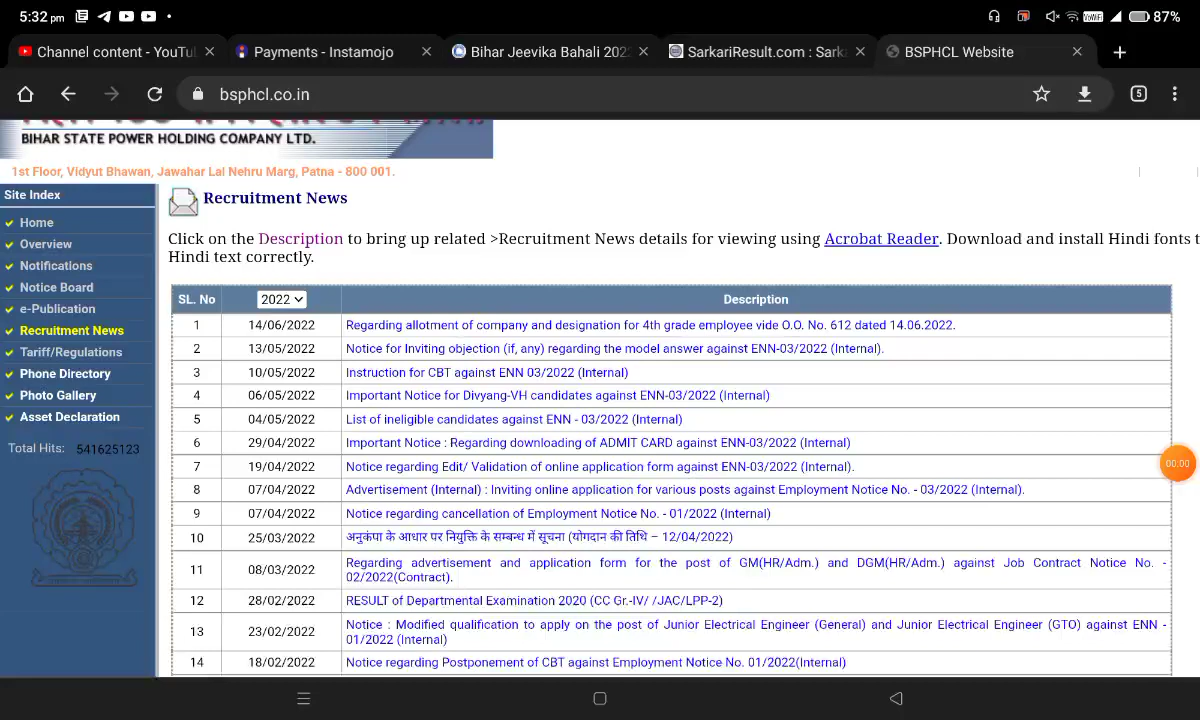 5:32 pm
87%
Channel content - YouTu
Payments - Instamojo
Bihar Jeevika Bahali 202
SarkariResult.com : Sark
BSPHCL Website
bsphcl.co.in
5
BIHAR STATE POWER HOLDING COMPANY LTD.
1st Floor, Vidyut Bhawan, Jawahar Lal Nehru Marg, Patna - 800 001.
Site Index
Home
Overview
Notifications
Notice Board
e-Publication
Recruitment News
Tariff/Regulations
Phone Directory
Photo Gallery
Asset Declaration
Total Hits: 541625123
Recruitment News
Click on the Description to bring up related >Recruitment News details for viewing using Acrobat Reader. Download and install Hindi fonts t
Hindi text correctly.
SL. No 2022 Description
1 14/06/2022 Regarding allotment of company and designation for 4th grade employee vide O.O. No. 612 dated 14.06.2022.
2 13/05/2022 Notice for Inviting objection (if, any) regarding the model answer against ENN-03/2022 (Internal).
3 10/05/2022 Instruction for CBT against ENN 03/2022 (Internal)
4 06/05/2022 Important Notice for Divyang-VH candidates against ENN-03/2022 (Internal)
5 04/05/2022 List of ineligible candidates against ENN - 03/2022 (Internal)
6 29/04/2022 Important Notice : Regarding downloading of ADMIT CARD against ENN-03/2022 (Internal)
7 19/04/2022 Notice regarding Edit/ Validation of online application form against ENN-03/2022 (Internal).
8 07/04/2022 Advertisement (Internal) : Inviting online application for various posts against Employment Notice No. - 03/2022 (Internal).
9 07/04/2022 Notice regarding cancellation of Employment Notice No. - 01/2022 (Internal)
10 25/03/2022 अनुकंपा के आधार पर नियुक्ति के सम्बन्ध में सूचना (योगदान की तिथि – 12/04/2022)
11 08/03/2022 Regarding advertisement and application form for the post of GM(HR/Adm.) and DGM(HR/Adm.) against Job Contract Notice No. -
02/2022(Contract).
12 28/02/2022 RESULT of Departmental Examination 2020 (CC Gr.-IV/ /JAC/LPP-2)
13 23/02/2022 Notice : Modified qualification to apply on the post of Junior Electrical Engineer (General) and Junior Electrical Engineer (GTO) against ENN -
01/2022 (Internal)
14 18/02/2022 Notice regarding Postponement of CBT against Employment Notice No. 01/2022(Internal)
00:00